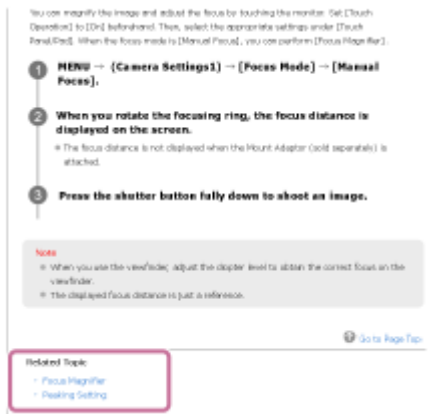 You can magnify the image and adjust the focus by touching the monitor. Set [Touch
Operation] to [On] beforehand. Then, select the appropriate settings under [Touch
Panel/Pad]. When the focus mode is [Manual Focus], you can perform [Focus Magnifier].
1 MENU → (Camera Settings1) → [Focus Mode] → [Manual
Focus].
2 When you rotate the focusing ring, the focus distance is
displayed on the screen.
The focus distance is not displayed when the Mount Adaptor (sold separately) is
attached.
3 Press the shutter button fully down to shoot an image.
Note
When you use the viewfinder, adjust the diopter level to obtain the correct focus on the
viewfinder.
The displayed focus distance is just a reference.
Go to Page Top
Related Topic
Focus Magnifier
Peaking Setting